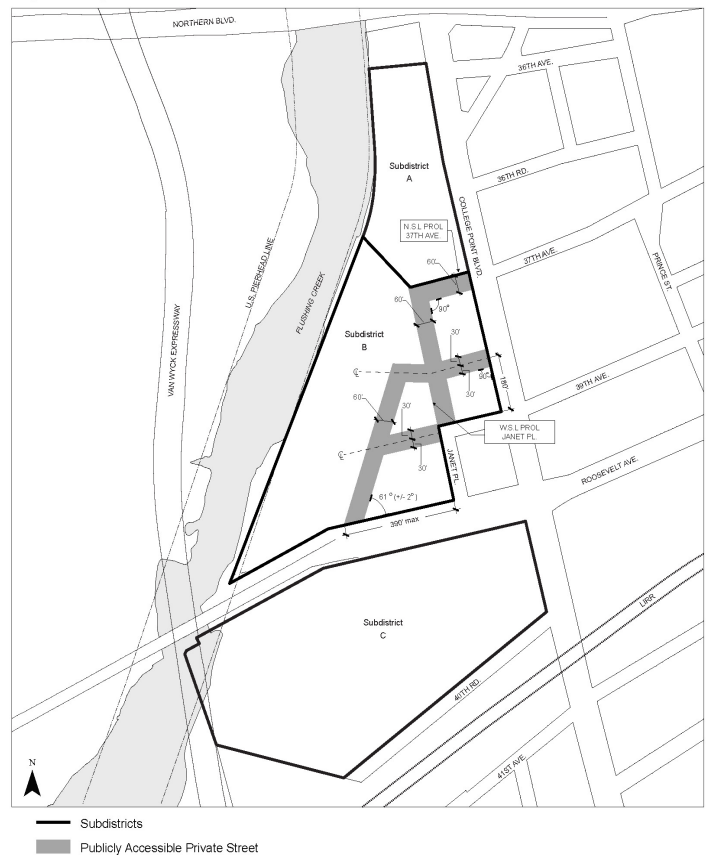 NORTHERN BLVD.
36TH AVE.
Subdistrict
A
36TH RD.
COLLEGE POINT BLVD.
N.S.L PROL
37TH AVE.
37TH AVE.
PRINCE ST.
U.S. PIERHEAD LINE
FLUSHING CREEK
VAN WYCK EXPRESSWAY
60'
60'
90°
Subdistrict
B
30'
℄
90°
180'
30'
39TH AVE.
60'
30'
W.S.L PROL
JANET PL.
℄
30'
JANET PL.
ROOSEVELT AVE.
61° (+/- 2°)
390' max
LIRR
Subdistrict
C
40TH RD.
41ST AVE.
N
Subdistricts
Publicly Accessible Private Street